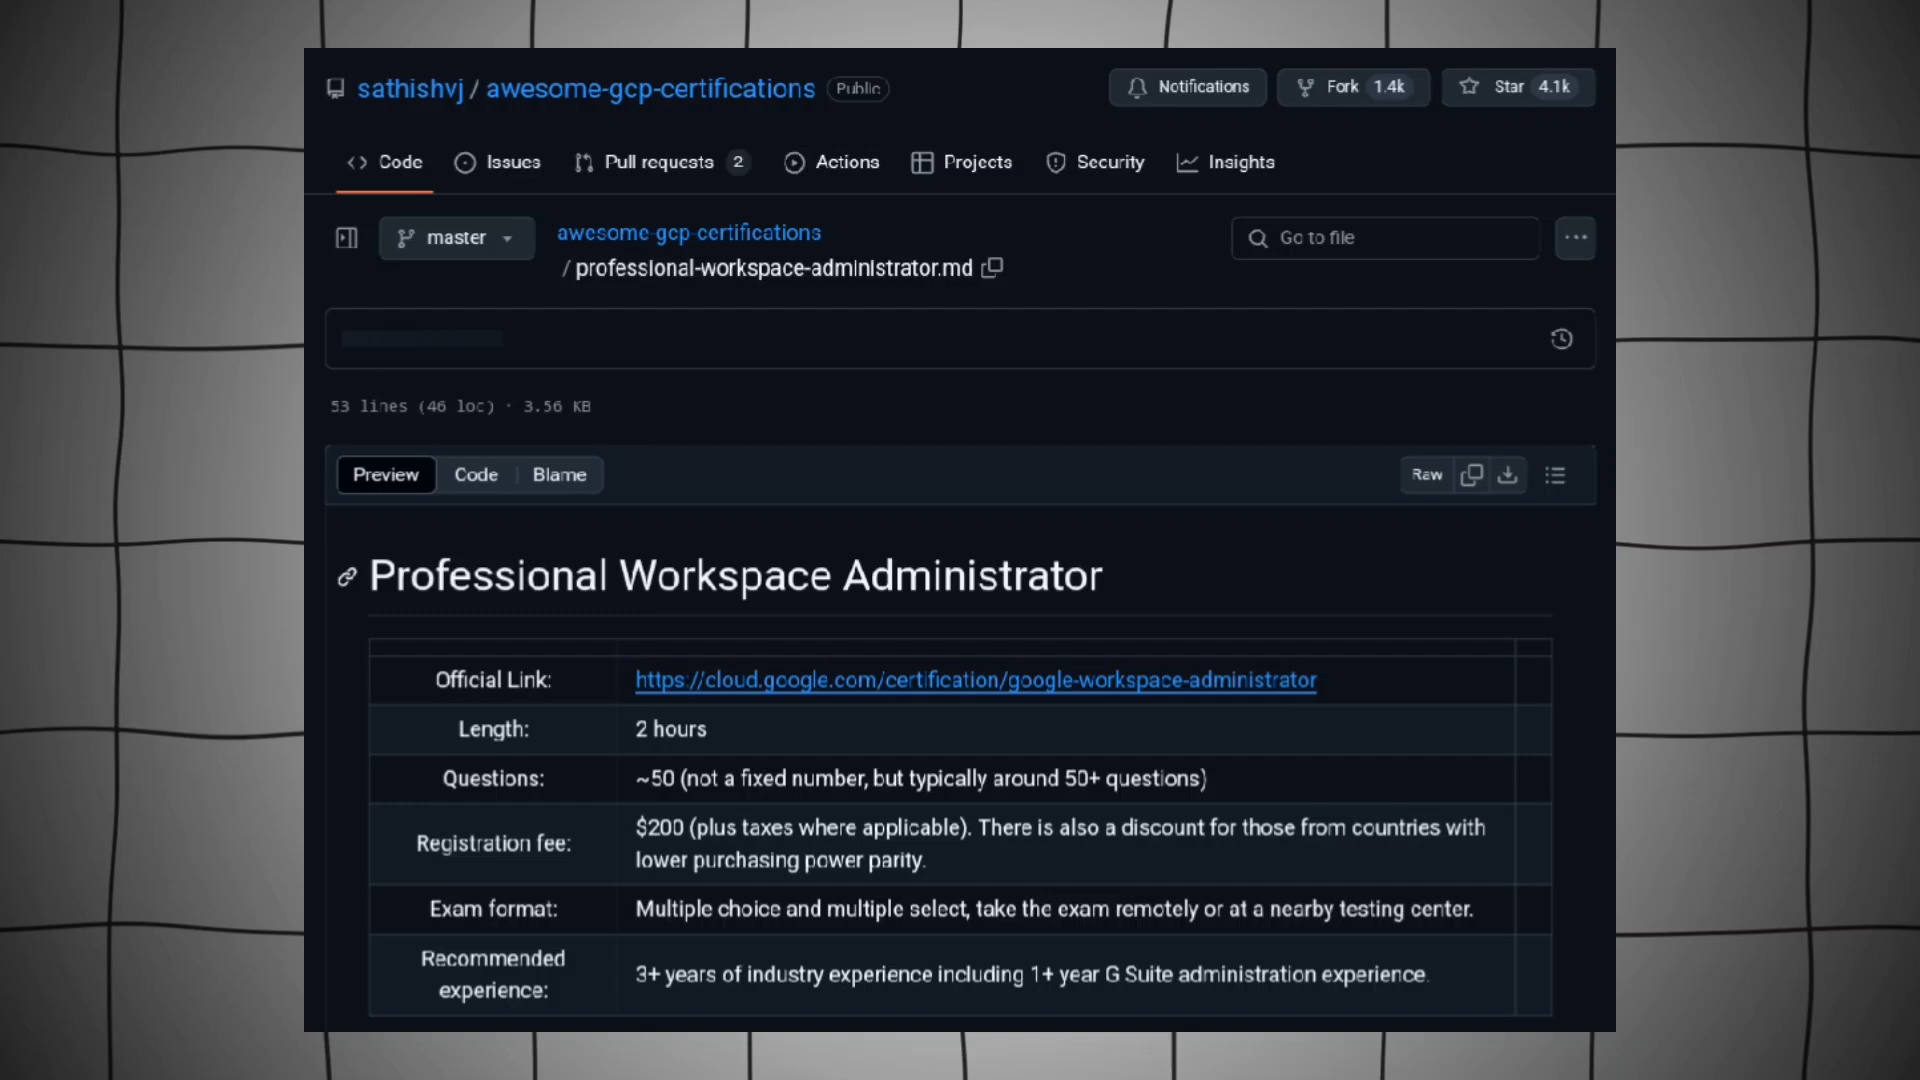 sathishvj / awesome-gcp-certifications Public
Notifications Fork 1.4k Star 4.1k
Code Issues Pull requests 2 Actions Projects Security Insights
master
awesome-gcp-certifications
/ professional-workspace-administrator.md
Go to file
53 lines (46 loc) · 3.56 KB
Preview Code Blame
Raw
Professional Workspace Administrator
Official Link: https://cloud.google.com/certification/google-workspace-administrator
Length: 2 hours
Questions: ~50 (not a fixed number, but typically around 50+ questions)
Registration fee: $200 (plus taxes where applicable). There is also a discount for those from countries with
lower purchasing power parity.
Exam format: Multiple choice and multiple select, take the exam remotely or at a nearby testing center.
Recommended
experience: 3+ years of industry experience including 1+ year G Suite administration experience.